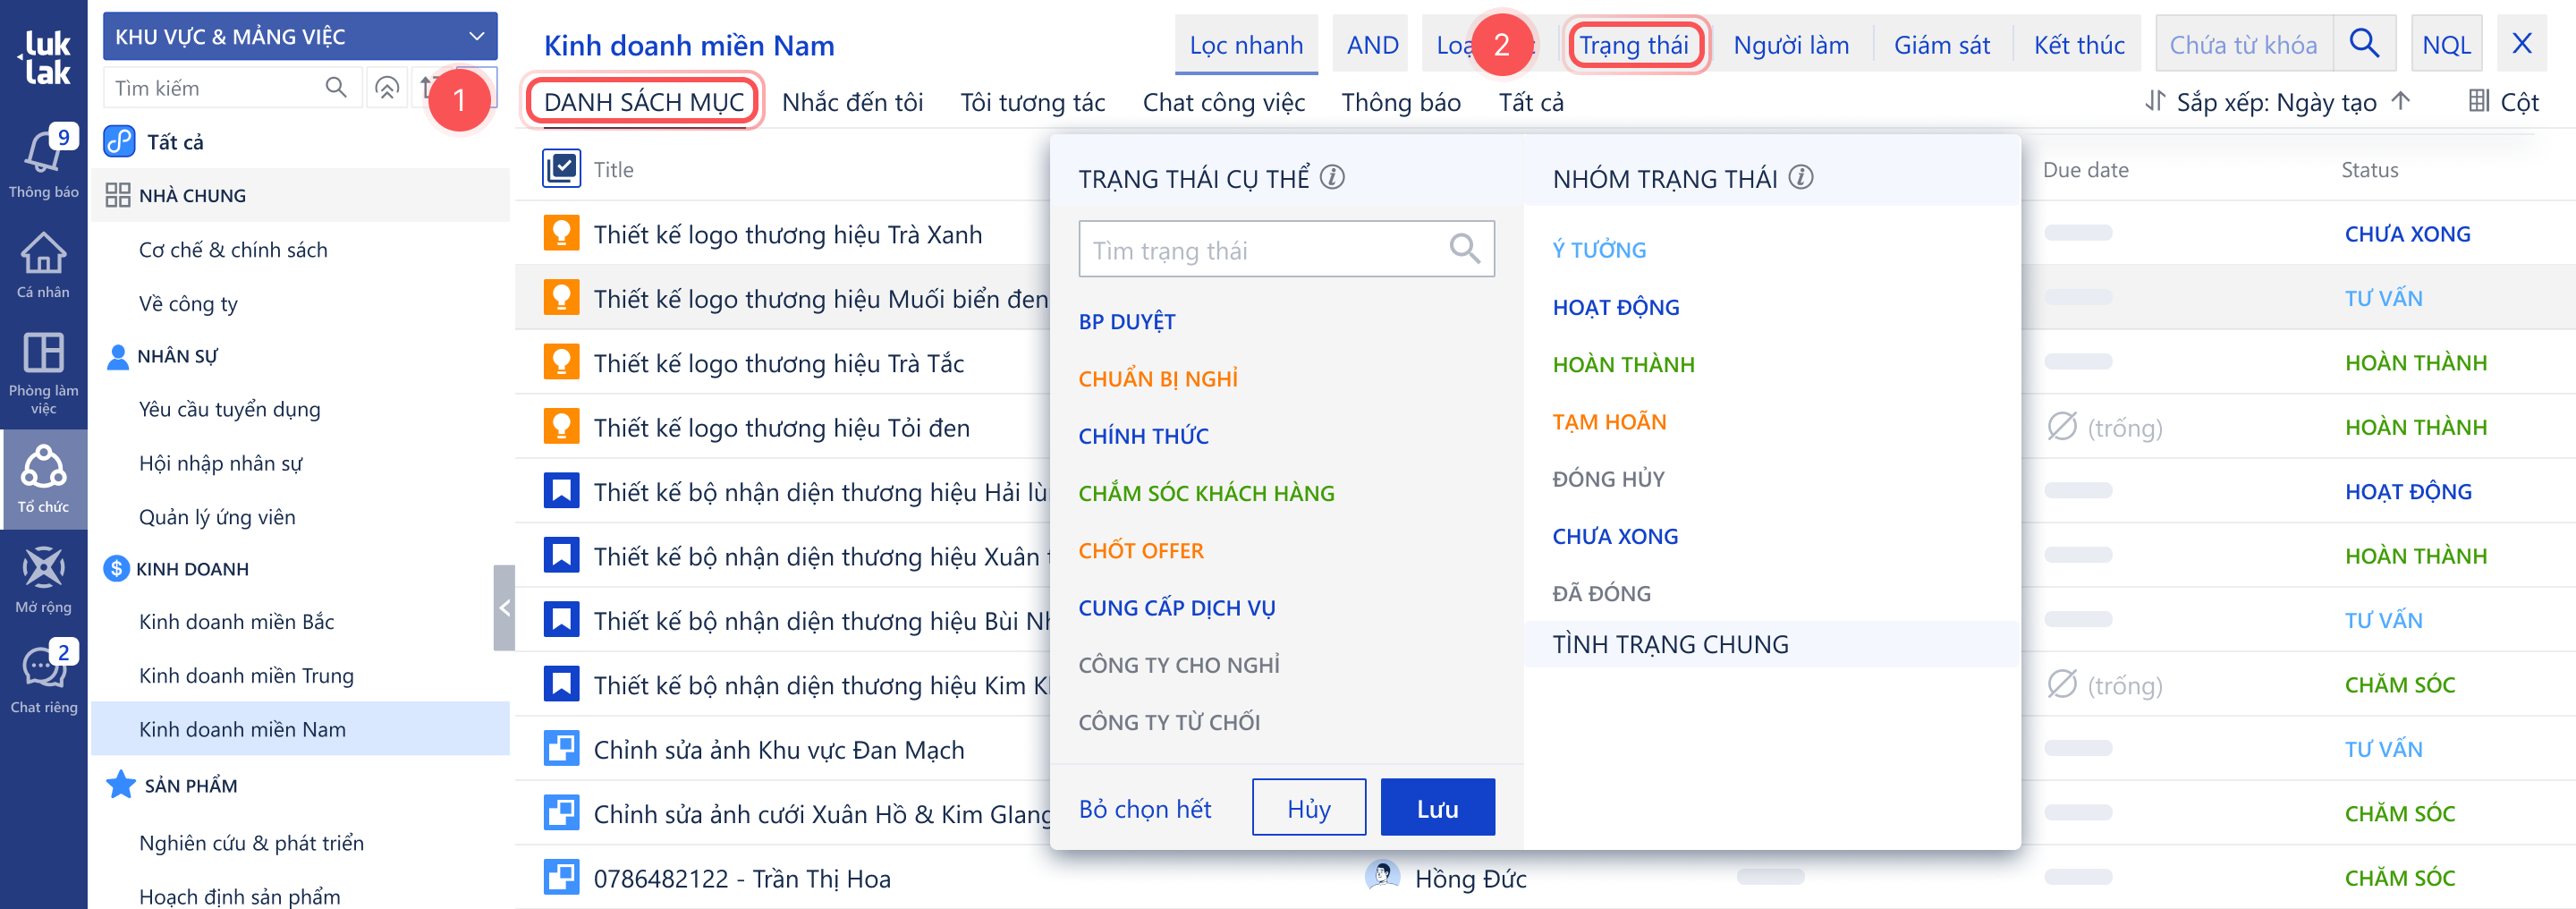 luk
lak
9
Thông báo
Cá nhân
Phòng làm
việc
Tổ chức
Mở rộng
2
Chat riêng
KHU VỰC & MẢNG VIỆC
Tìm kiếm
1
Tất cả
NHÀ CHUNG
Cơ chế & chính sách
Về công ty
NHÂN SỰ
Yêu cầu tuyển dụng
Hội nhập nhân sự
Quản lý ứng viên
KINH DOANH
Kinh doanh miền Bắc
Kinh doanh miền Trung
Kinh doanh miền Nam
SẢN PHẨM
Nghiên cứu & phát triển
Hoạch định sản phẩm
Kinh doanh miền Nam
Lọc nhanh
AND
2
Trạng thái
Người làm
Giám sát
Kết thúc
Chứa từ khóa
NQL
X
DANH SÁCH MỤC
Nhắc đến tôi
Tôi tương tác
Chat công việc
Thông báo
Tất cả
Sắp xếp: Ngày tạo
Cột
Title
Due date
Status
Thiết kế logo thương hiệu Trà Xanh
CHƯA XONG
Thiết kế logo thương hiệu Muối biển đen
TƯ VẤN
Thiết kế logo thương hiệu Trà Tắc
HOÀN THÀNH
Thiết kế logo thương hiệu Tỏi đen
(trống)
HOÀN THÀNH
Thiết kế bộ nhận diện thương hiệu Hải
HOẠT ĐỘNG
Thiết kế bộ nhận diện thương hiệu Xuân
HOÀN THÀNH
Thiết kế bộ nhận diện thương hiệu Bùi
TƯ VẤN
Thiết kế bộ nhận diện thương hiệu Kim
(trống)
CHĂM SÓC
Chỉnh sửa ảnh Khu vực Đan Mạch
TƯ VẤN
Chỉnh sửa ảnh cưới Xuân Hồ & Kim GIang
CHĂM SÓC
0786482122 - Trần Thị Hoa
Hồng Đức
CHĂM SÓC
TRẠNG THÁI CỤ THỂ
Tìm trạng thái
BP DUYỆT
CHUẨN BỊ NGHỈ
CHÍNH THỨC
CHẮM SÓC KHÁCH HÀNG
CHỐT OFFER
CUNG CẤP DỊCH VỤ
CÔNG TY CHO NGHỈ
CÔNG TY TỪ CHỐI
Bỏ chọn hết
Hủy
Lưu
NHÓM TRẠNG THÁI
Ý TƯỞNG
HOẠT ĐỘNG
HOÀN THÀNH
TẠM HOÃN
ĐÓNG HỦY
CHƯA XONG
ĐÃ ĐÓNG
TÌNH TRẠNG CHUNG